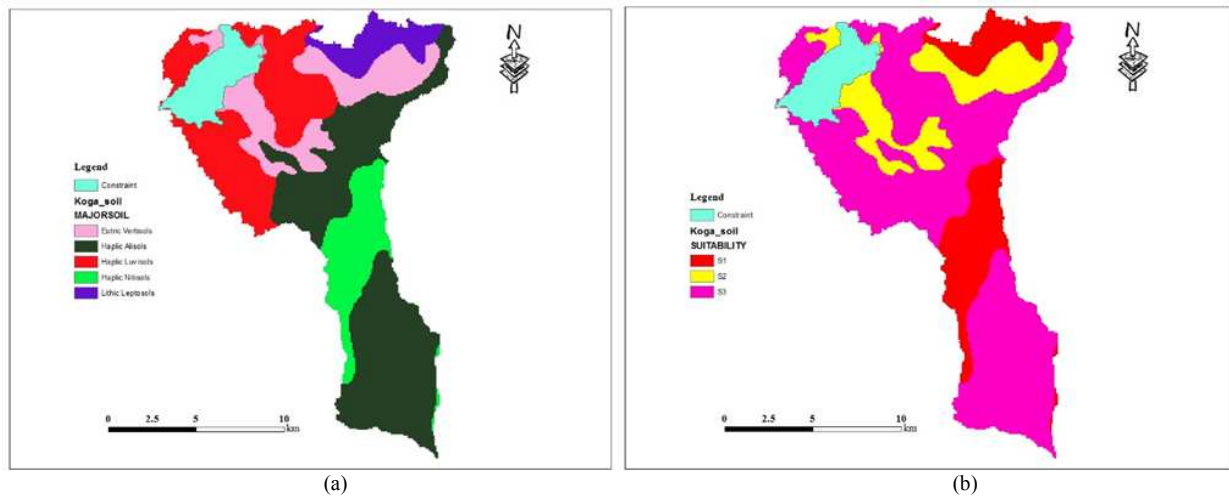 N
Legend
Constraint
Koga_soil
MAJORSOIL
Eutric Vertisols
Haplic Alisols
Haplic Luvisols
Haplic Nitisols
Lithic Leptosols
0 2.5 5 10
km
(a)
N
Legend
Constraint
Koga_soil
SUITABILITY
S1
S2
S3
0 2.5 5 10
km
(b)